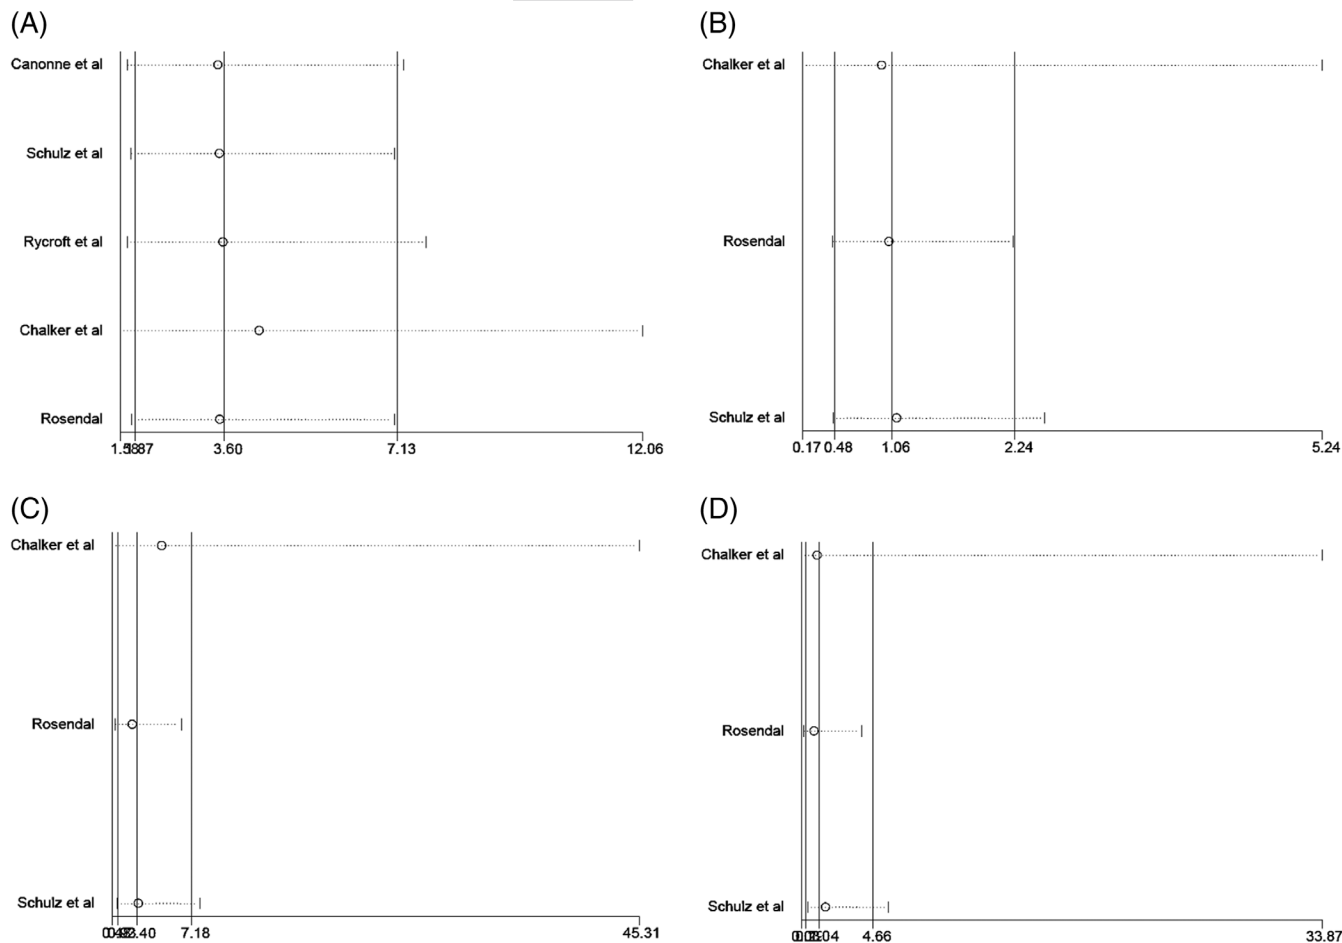 (A)
Canonne et al
Schulz et al
Rycroft et al
Chalker et al
Rosendal
3.60 7.13 12.06
(B)
Chalker et al
Rosendal
Schulz et al
0.17 0.48 1.06 2.24 5.24
(C)
Chalker et al
Rosendal
Schulz et al
7.18 45.31
(D)
Chalker et al
Rosendal
Schulz et al
4.66 33.87